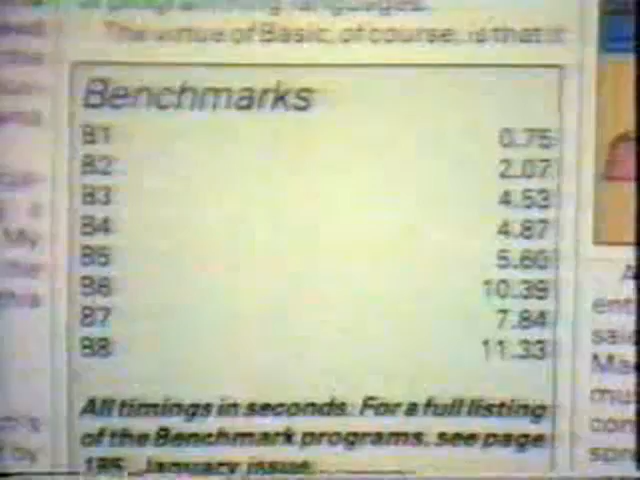 The virtue of Basic, of course, is that it
Benchmarks
B1 0.75
B2 2.07
B3 4.53
B4 4.87
B5 5.60
B6 10.39
B7 7.84
B8 11.33
All timings in seconds. For a full listing
of the Benchmark programs, see page
January issue.